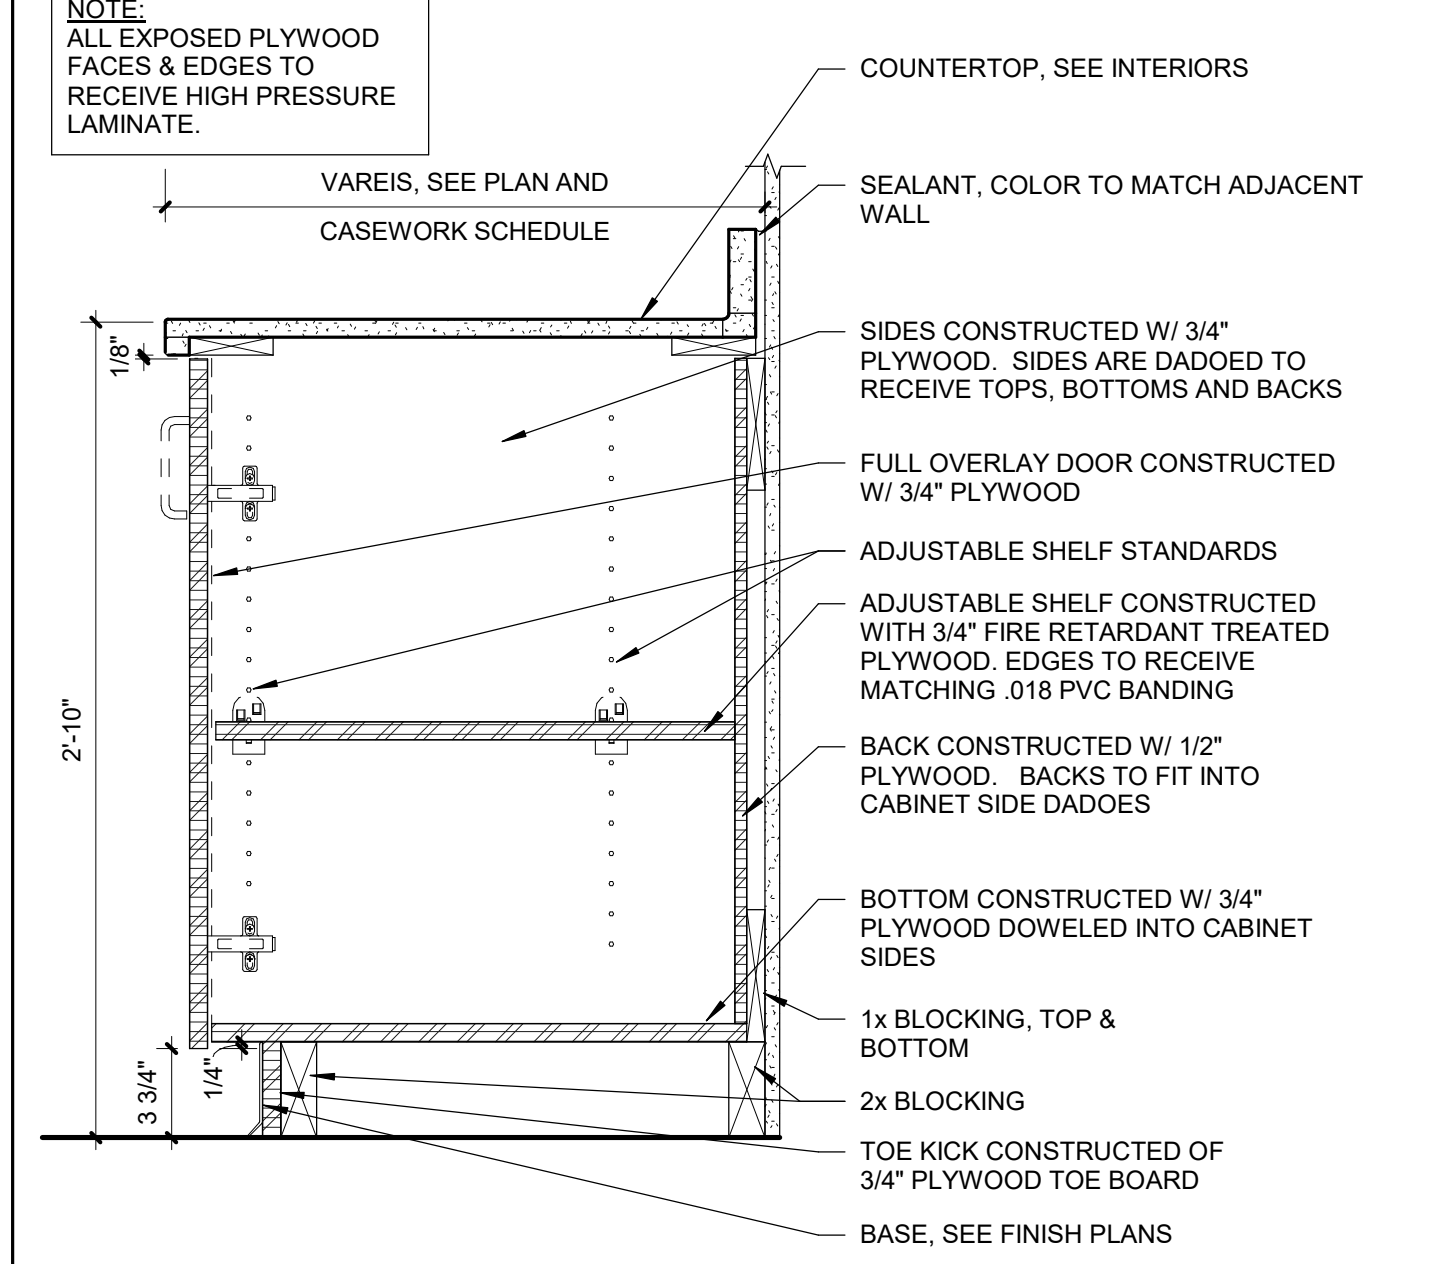 NOTE:
ALL EXPOSED PLYWOOD
FACES & EDGES TO
RECEIVE HIGH PRESSURE
LAMINATE.
VAREIS, SEE PLAN AND
CASEWORK SCHEDULE
1/8"
2'-10"
3 3/4"
1/4"
COUNTERTOP, SEE INTERIORS
SEALANT, COLOR TO MATCH ADJACENT
WALL
SIDES CONSTRUCTED W/ 3/4"
PLYWOOD. SIDES ARE DADOED TO
RECEIVE TOPS, BOTTOMS AND BACKS
FULL OVERLAY DOOR CONSTRUCTED
W/ 3/4" PLYWOOD
ADJUSTABLE SHELF STANDARDS
ADJUSTABLE SHELF CONSTRUCTED
WITH 3/4" FIRE RETARDANT TREATED
PLYWOOD. EDGES TO RECEIVE
MATCHING .018 PVC BANDING
BACK CONSTRUCTED W/ 1/2"
PLYWOOD. BACKS TO FIT INTO
CABINET SIDE DADOES
BOTTOM CONSTRUCTED W/ 3/4"
PLYWOOD DOWELED INTO CABINET
SIDES
1x BLOCKING, TOP &
BOTTOM
2x BLOCKING
TOE KICK CONSTRUCTED OF
3/4" PLYWOOD TOE BOARD
BASE, SEE FINISH PLANS